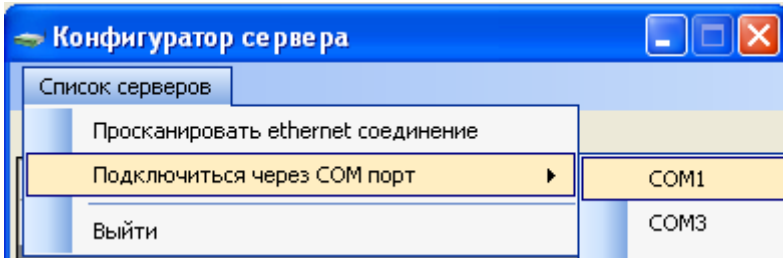 Конфигуратор сервера
Список серверов
Просканировать ethernet соединение
Подключиться через COM порт
COM1
COM3
Выйти